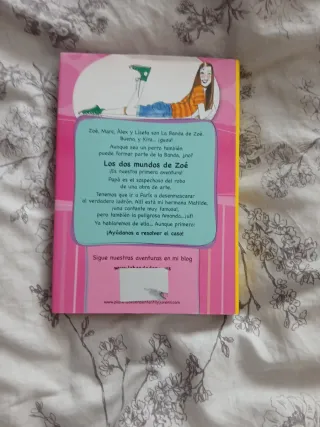 Zoé, Marc, Álex y Liseta son La Banda de Zoé.
Bueno, y Kira... ¡guau!
Aunque sea un perro también
puede formar parte de la Banda, ¿no?
Los dos mundos de Zoé
¡Es nuestra primera aventura!
Papá es el sospechoso del robo
de una obra de arte,
tenemos que ir a París a desenmascarar
al verdadero ladrón. Allí está mi hermana Matilde,
¡una cantante muy famosa!,
pero también la peligrosa Amanda...¡uf!
Ya hablaremos de ella... Aunque primero:
¡Ayúdanos a resolver el caso!
Sigue nuestras aventuras en mi blog